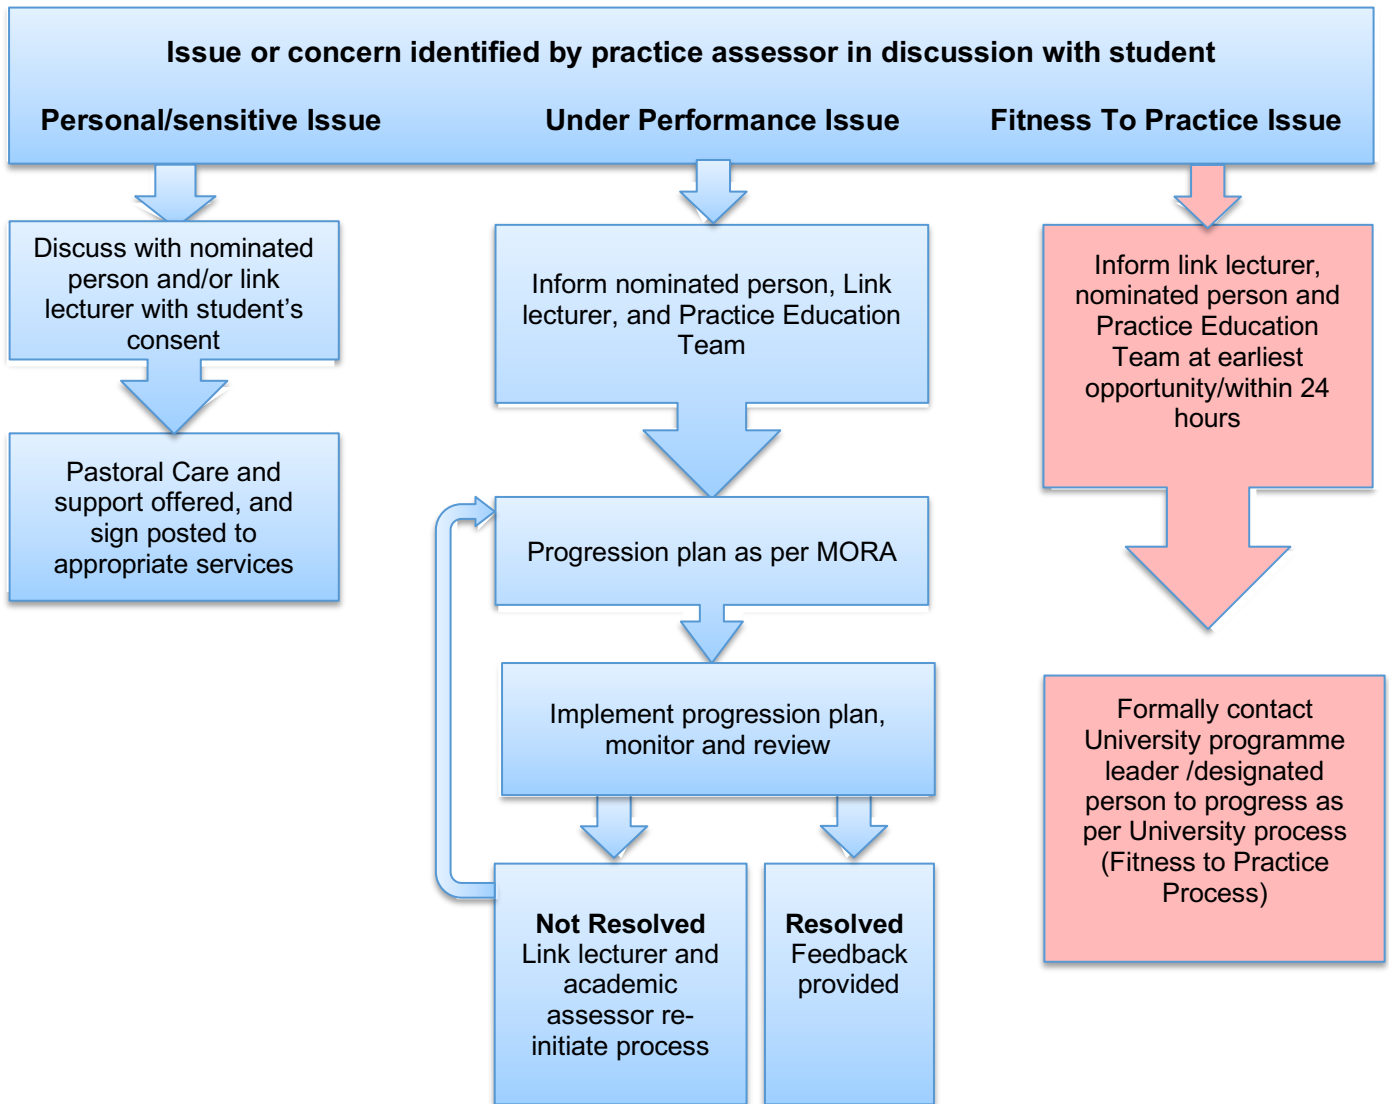 Issue or concern identified by practice assessor in discussion with student
Personal/sensitive Issue
Under Performance Issue
Fitness To Practice Issue
Discuss with nominated
person and/or link
lecturer with student’s
consent
Pastoral Care and
support offered, and
sign posted to
appropriate services
Inform nominated person, Link
lecturer, and Practice Education
Team
Progression plan as per MORA
Implement progression plan,
monitor and review
Not Resolved
Link lecturer and
academic
assessor re-
initiate process
Resolved
Feedback
provided
Inform link lecturer,
nominated person and
Practice Education
Team at earliest
opportunity/within 24
hours
Formally contact
University programme
leader /designated
person to progress as
per University process
(Fitness to Practice
Process)